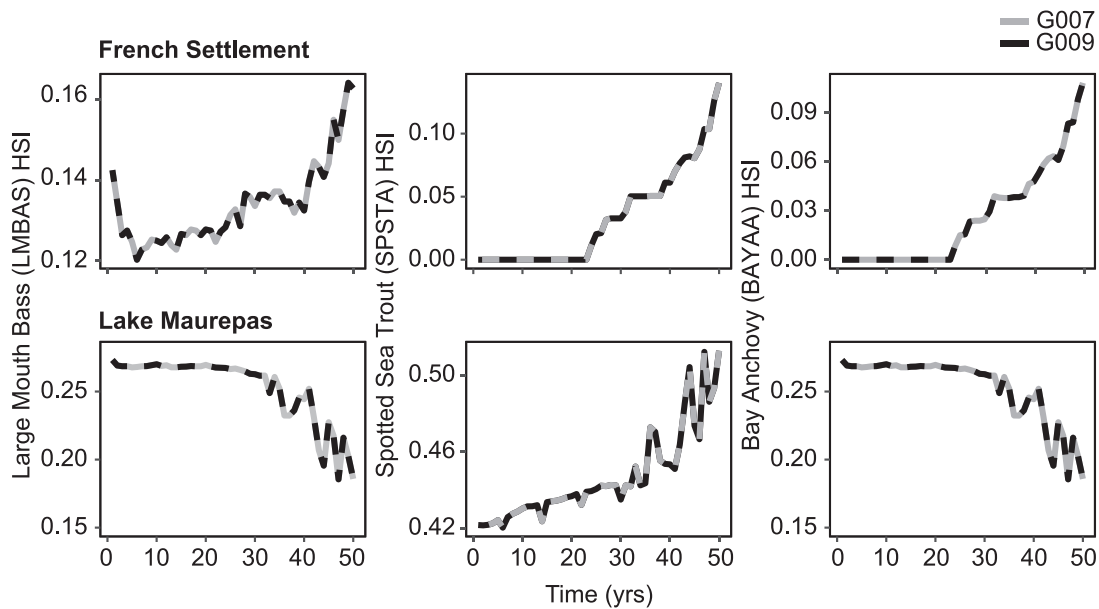 G007
G009
French Settlement
Large Mouth Bass (LMBAS) HSI
0.16
0.14
0.12
Spotted Sea Trout (SPSTA) HSI
0.10
0.05
0.00
Bay Anchovy (BAYAA) HSI
0.09
0.06
0.03
0.00
Lake Maurepas
0.25
0.20
0.15
0 10 20 30 40 50
0.50
0.46
0.42
0 10 20 30 40 50
0.25
0.20
0.15
0 10 20 30 40 50
Time (yrs)